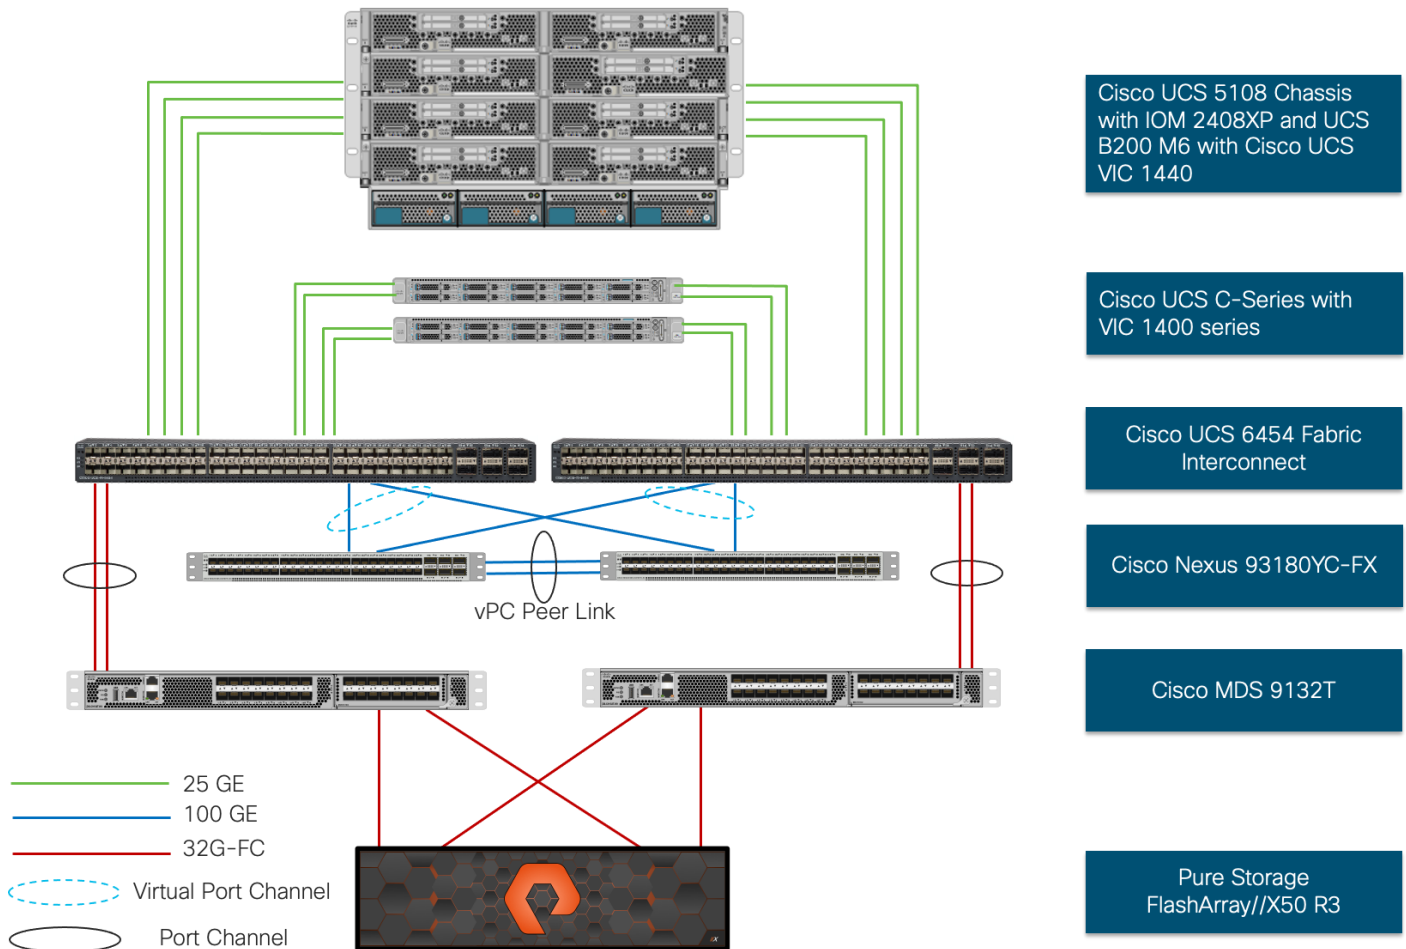 Cisco UCS 5108 Chassis
with IOM 2408XP and UCS
B200 M6 with Cisco UCS
VIC 1440
Cisco UCS C-Series with
VIC 1400 series
Cisco UCS 6454 Fabric
Interconnect
Cisco Nexus 93180YC-FX
vPC Peer Link
Cisco MDS 9132T
25 GE
100 GE
32G-FC
Virtual Port Channel
Port Channel
Pure Storage
FlashArray//X50 R3